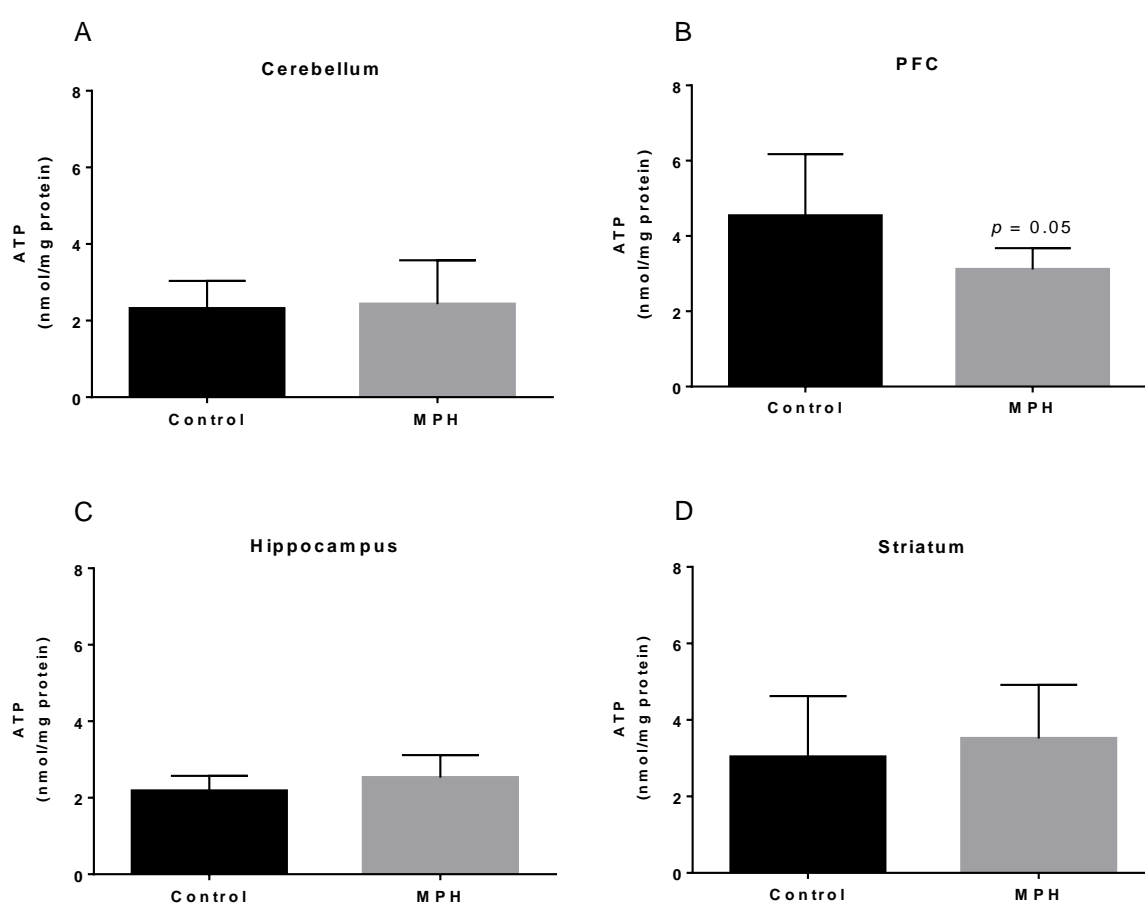 A
Cerebellum
8
6
4
2
0
ATP
(nmol/mg protein)
Control MPH
B
PFC
8
6
4
2
0
ATP
(nmol/mg protein)
p = 0.05
Control MPH
C
Hippocampus
8
6
4
2
0
ATP
(nmol/mg protein)
Control MPH
D
Striatum
8
6
4
2
0
ATP
(nmol/mg protein)
Control MPH